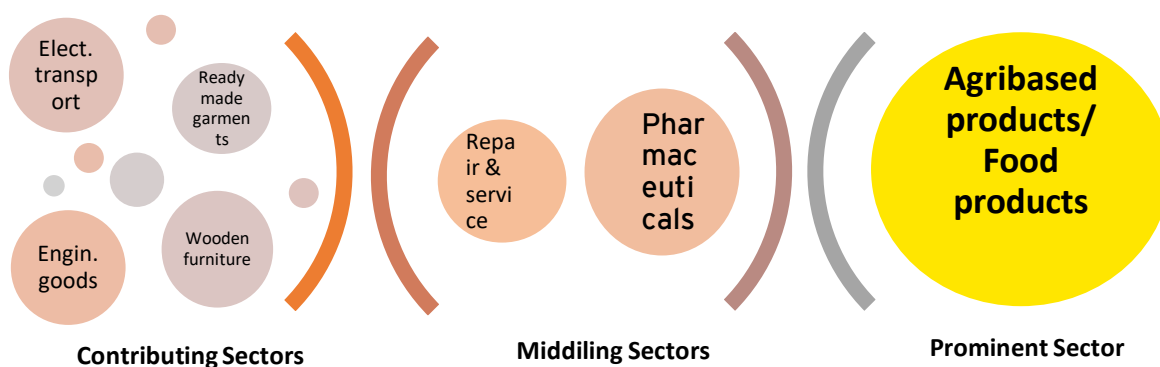 Elect.
transp
ort
Ready
made
garmen
ts
Engin.
goods
Wooden
furniture
Contributing Sectors
Repa
ir &
servi
ce
Phar
mac
euti
cals
Middiling Sectors
Agribased
products/
Food
products
Prominent Sector